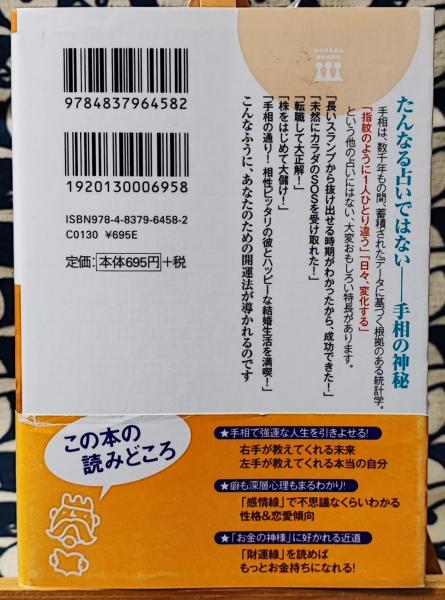 OUYAMA
BUNKO
9784837964582
1920130006958
ISBN978-4-8379-6458-2
C0130 ¥695E
定価:本体695円+税
たんなる占いではない――手相の神秘
手相は、数千年もの間、蓄積されたデータに基づく根拠のある統計学。
「指紋のように1人ひとり違う」「日々、変化する」
という他の占いにはない、大変おもしろい特長があります。
「長いスランプから抜け出せる時期がわかったから、成功できた!」
「未然にカラダのSOSを受け取れた!」
「転職して大正解!」
「株をはじめて大儲け!」
「手相の通り! 相性ピッタリの彼とハッピーな結婚生活を満喫!」
こんなふうに、あなたのための開運法が導かれるのです
この本の
読みどころ
★手相で強運な人生を引きよせる!
右手が教えてくれる未来
左手が教えてくれる本当の自分
★癖も深層心理もまるわかり!
「感情線」で不思議なくらいわかる
性格&恋愛傾向
★「お金の神様」に好かれる近道
「財運線」を読めば
もっとお金持ちになれる!